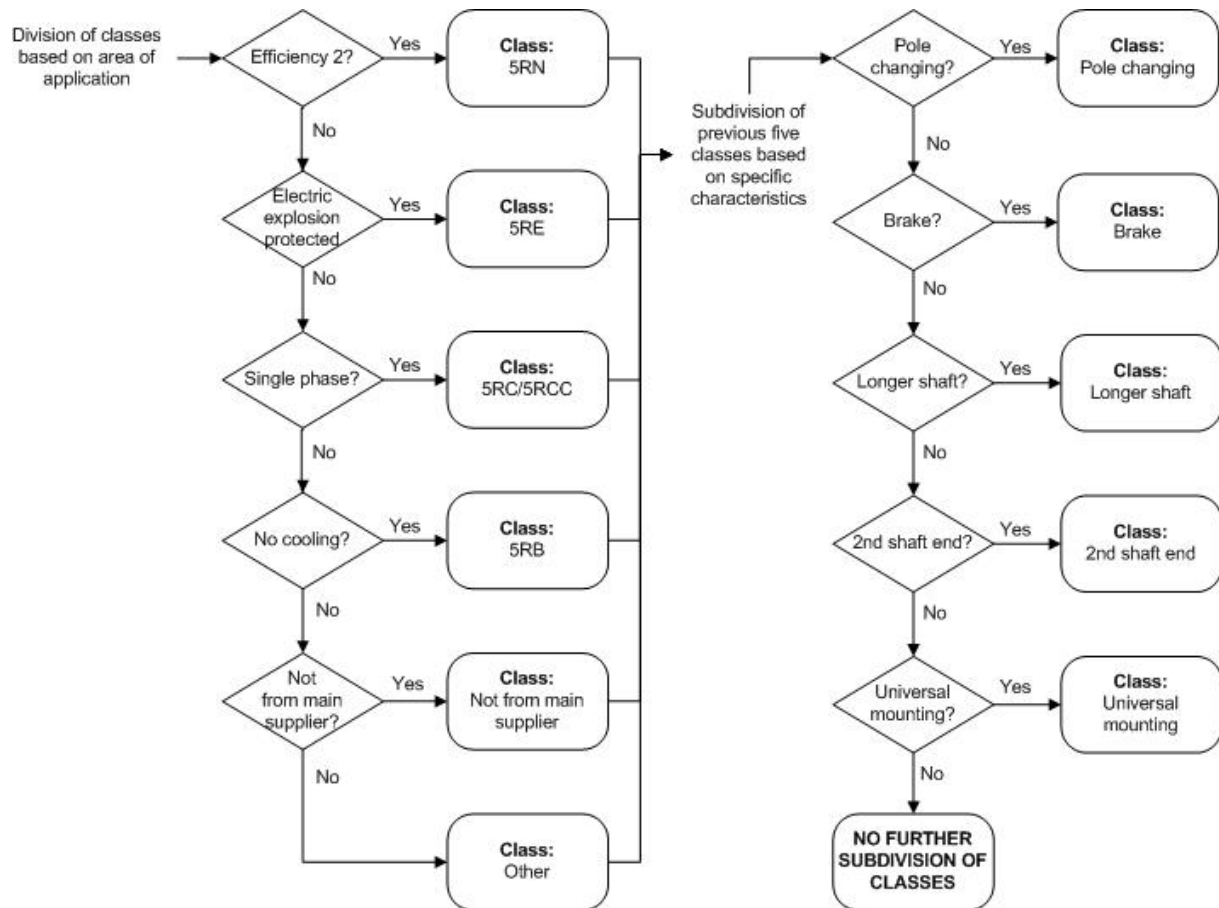 Division of classes
based on area of
application
Efficiency 2?
Yes
Class:
5RN
No
Electric
explosion
protected
Yes
Class:
5RE
No
Single phase?
Yes
Class:
5RC/5RCC
No
No cooling?
Yes
Class:
5RB
No
Not
from main
supplier?
Yes
Class:
Not from main
supplier
No
Class:
Other
Subdivision of
previous five
classes based
on specific
characteristics
Pole
changing?
Yes
Class:
Pole changing
No
Brake?
Yes
Class:
Brake
No
Longer shaft?
Yes
Class:
Longer shaft
No
2nd shaft end?
Yes
Class:
2nd shaft end
No
Universal
mounting?
Yes
Class:
Universal
mounting
No
NO FURTHER
SUBDIVISION OF
CLASSES